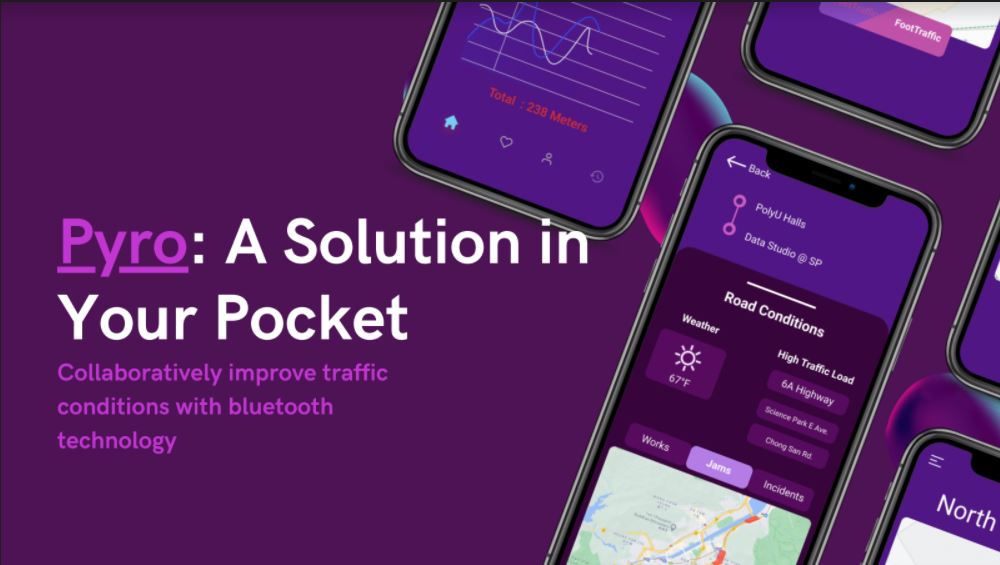 Pyro: A Solution in
Your Pocket
Collaboratively improve traffic
conditions with bluetooth
technology
Total : 238 Meters
FootTraffic
Back
PolyU Halls
Data Studio @ SP
Road Conditions
Weather
67°F
High Traffic Load
6A Highway
Science Park E Ave.
Chong San Rd.
Works
Jams
Incidents
North